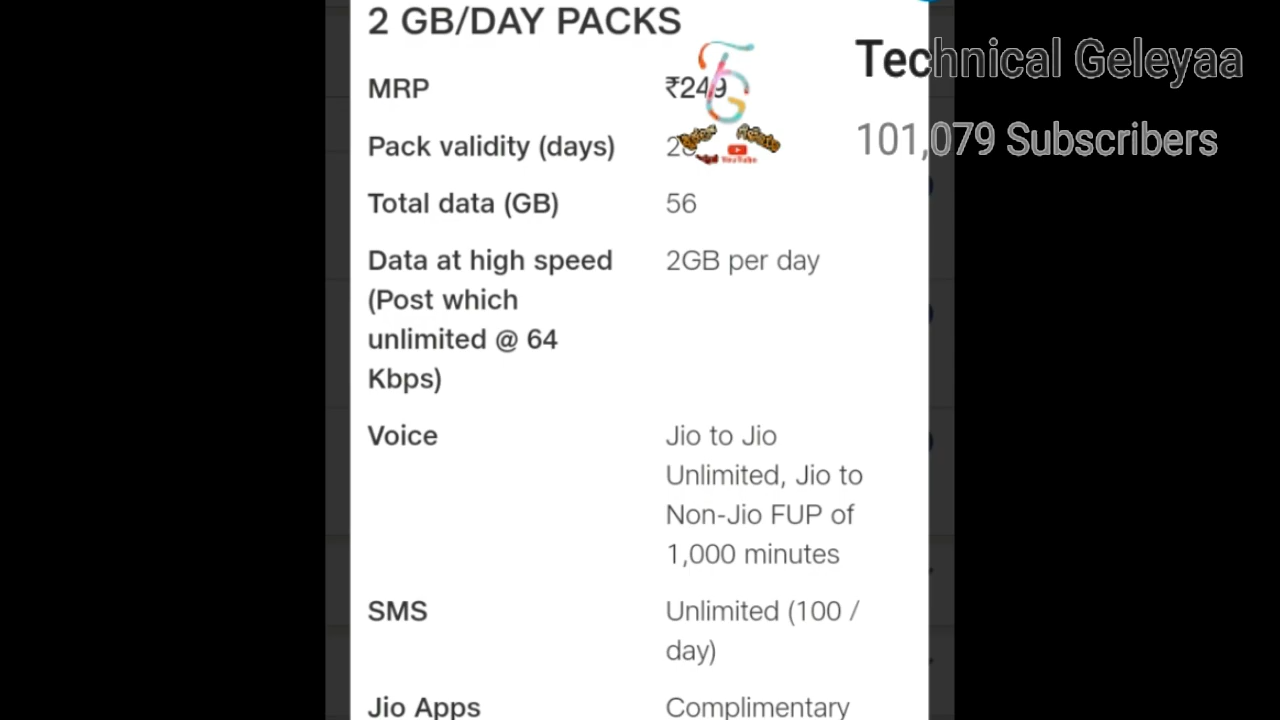 2 GB/DAY PACKS
Technical Geleyaa
MRP ₹249
101,079 Subscribers
Pack validity (days)
YouTube
Total data (GB) 56
Data at high speed 2GB per day
(Post which
unlimited @ 64
Kbps)
Voice Jio to Jio
Unlimited, Jio to
Non-Jio FUP of
1,000 minutes
SMS Unlimited (100 /
day)
Jio Apps Complimentary